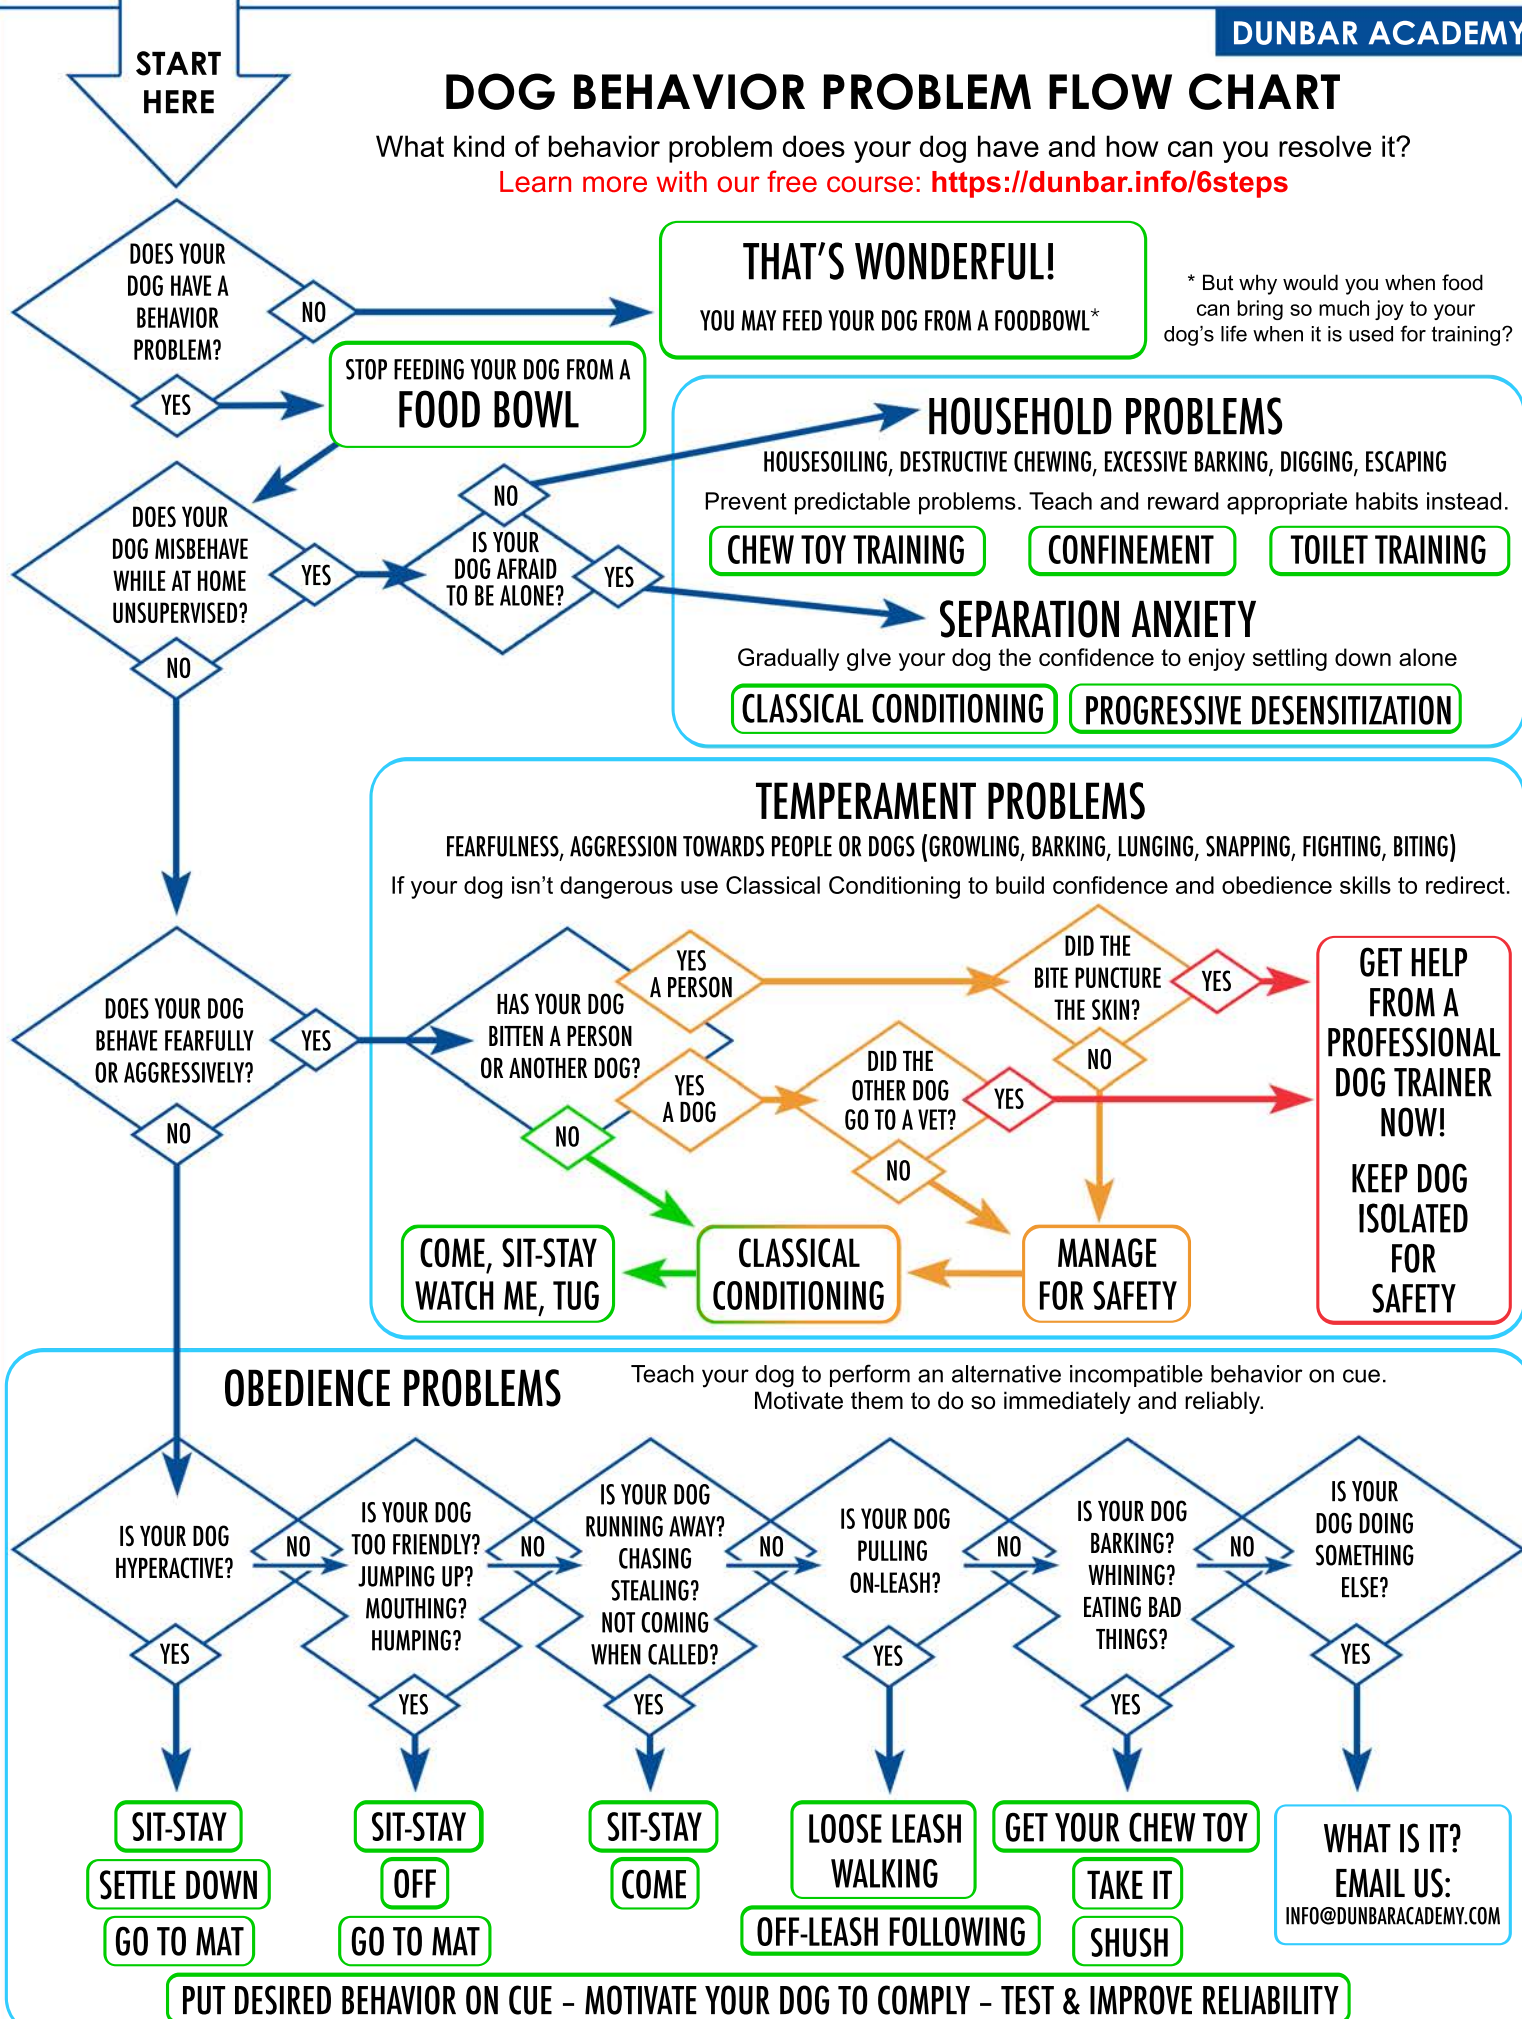 DUNBAR ACADEMY
START
HERE
DOG BEHAVIOR PROBLEM FLOW CHART
What kind of behavior problem does your dog have and how can you resolve it?
Learn more with our free course: https://dunbar.info/6steps
DOES YOUR
DOG HAVE A
BEHAVIOR
PROBLEM?
NO
YES
THAT'S WONDERFUL!
YOU MAY FEED YOUR DOG FROM A FOODBOWL*
* But why would you when food
can bring so much joy to your
dog's life when it is used for training?
STOP FEEDING YOUR DOG FROM A
FOOD BOWL
DOES YOUR
DOG MISBEHAVE
WHILE AT HOME
UNSUPERVISED?
YES
NO
IS YOUR
DOG AFRAID
TO BE ALONE?
NO
YES
HOUSEHOLD PROBLEMS
HOUSESOILING, DESTRUCTIVE CHEWING, EXCESSIVE BARKING, DIGGING, ESCAPING
Prevent predictable problems. Teach and reward appropriate habits instead.
CHEW TOY TRAINING
CONFINEMENT
TOILET TRAINING
SEPARATION ANXIETY
Gradually gIve your dog the confidence to enjoy settling down alone
CLASSICAL CONDITIONING
PROGRESSIVE DESENSITIZATION
TEMPERAMENT PROBLEMS
FEARFULNESS, AGGRESSION TOWARDS PEOPLE OR DOGS (GROWLING, BARKING, LUNGING, SNAPPING, FIGHTING, BITING)
If your dog isn't dangerous use Classical Conditioning to build confidence and obedience skills to redirect.
DOES YOUR DOG
BEHAVE FEARFULLY
OR AGGRESSIVELY?
YES
NO
HAS YOUR DOG
BITTEN A PERSON
OR ANOTHER DOG?
YES
A PERSON
YES
A DOG
NO
DID THE
BITE PUNCTURE
THE SKIN?
YES
NO
DID THE
OTHER DOG
GO TO A VET?
YES
NO
GET HELP
FROM A
PROFESSIONAL
DOG TRAINER
NOW!
KEEP DOG
ISOLATED
FOR
SAFETY
COME, SIT-STAY
WATCH ME, TUG
CLASSICAL
CONDITIONING
MANAGE
FOR SAFETY
OBEDIENCE PROBLEMS
Teach your dog to perform an alternative incompatible behavior on cue.
Motivate them to do so immediately and reliably.
IS YOUR DOG
HYPERACTIVE?
NO
YES
IS YOUR DOG
TOO FRIENDLY?
JUMPING UP?
MOUTHING?
HUMPING?
NO
YES
IS YOUR DOG
RUNNING AWAY?
CHASING
STEALING?
NOT COMING
WHEN CALLED?
NO
YES
IS YOUR DOG
PULLING
ON-LEASH?
NO
YES
IS YOUR DOG
BARKING?
WHINING?
EATING BAD
THINGS?
NO
YES
IS YOUR
DOG DOING
SOMETHING
ELSE?
YES
SIT-STAY
SETTLE DOWN
GO TO MAT
SIT-STAY
OFF
GO TO MAT
SIT-STAY
COME
LOOSE LEASH
WALKING
OFF-LEASH FOLLOWING
GET YOUR CHEW TOY
TAKE IT
SHUSH
WHAT IS IT?
EMAIL US:
INFO@DUNBARACADEMY.COM
PUT DESIRED BEHAVIOR ON CUE – MOTIVATE YOUR DOG TO COMPLY – TEST & IMPROVE RELIABILITY